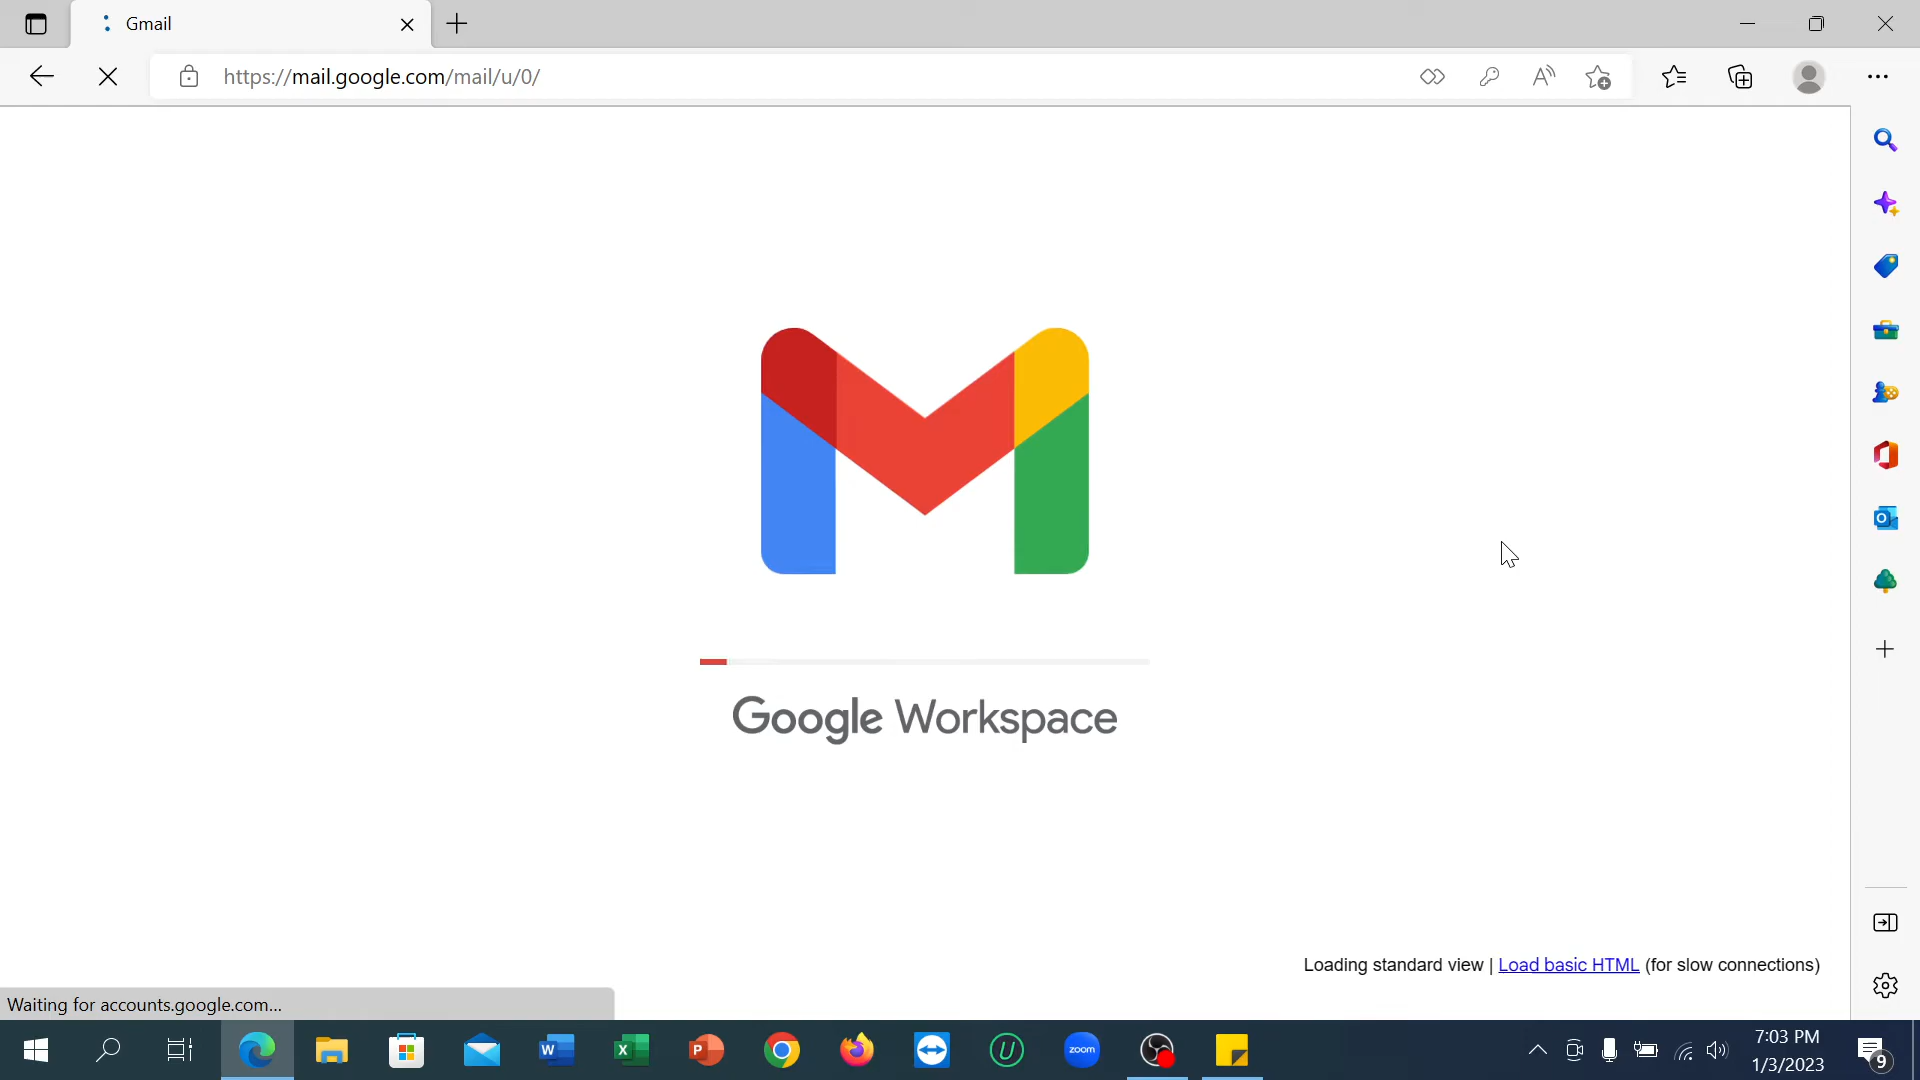 Gmail
https://mail.google.com/mail/u/0/
Google Workspace
Loading standard view | Load basic HTML (for slow connections)
Waiting for accounts.google.com...
zoom
7:03 PM
1/3/2023
9